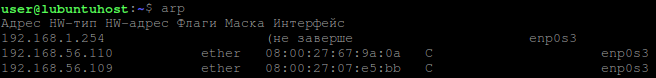 user@lubuntuhost:~$ arp
Адрес HW-тип HW-адрес Флаги Маска Интерфейс
192.168.1.254 (не заверше enp0s3
192.168.56.110 ether 08:00:27:67:9a:0a C enp0s3
192.168.56.109 ether 08:00:27:07:e5:bb C enp0s3